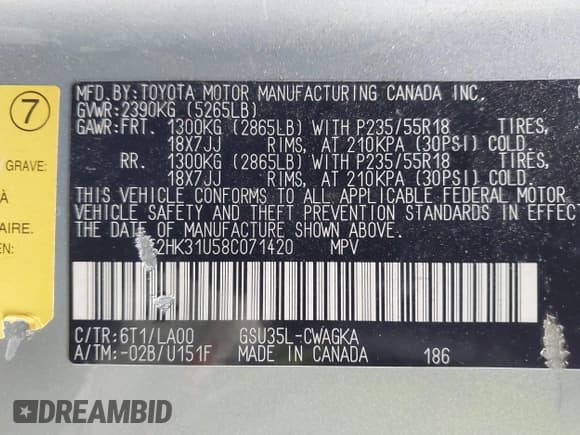 7
GRAVE:
À
AIRE.
EN:
MFD. BY: TOYOTA MOTOR MANUFACTURING CANADA INC.
GVWR: 2390KG (5265LB)
GAWR: FRT. 1300KG (2865LB) WITH P235/55R18 TIRES,
18X7JJ RIMS, AT 210KPA (30PSI) COLD.
RR. 1300KG (2865LB) WITH P235/55R18 TIRES,
18X7JJ RIMS, AT 210KPA (30PSI) COLD.
THIS VEHICLE CONFORMS TO ALL APPLICABLE FEDERAL MOTOR
VEHICLE SAFETY AND THEFT PREVENTION STANDARDS IN EFFECT
THE DATE OF MANUFACTURE SHOWN ABOVE.
2HK31U58C071420 MPV
C/TR: 6T1/LA00 GSU35L-CWAGKA
A/TM: -02B/U151F MADE IN CANADA 186
DREAMBID